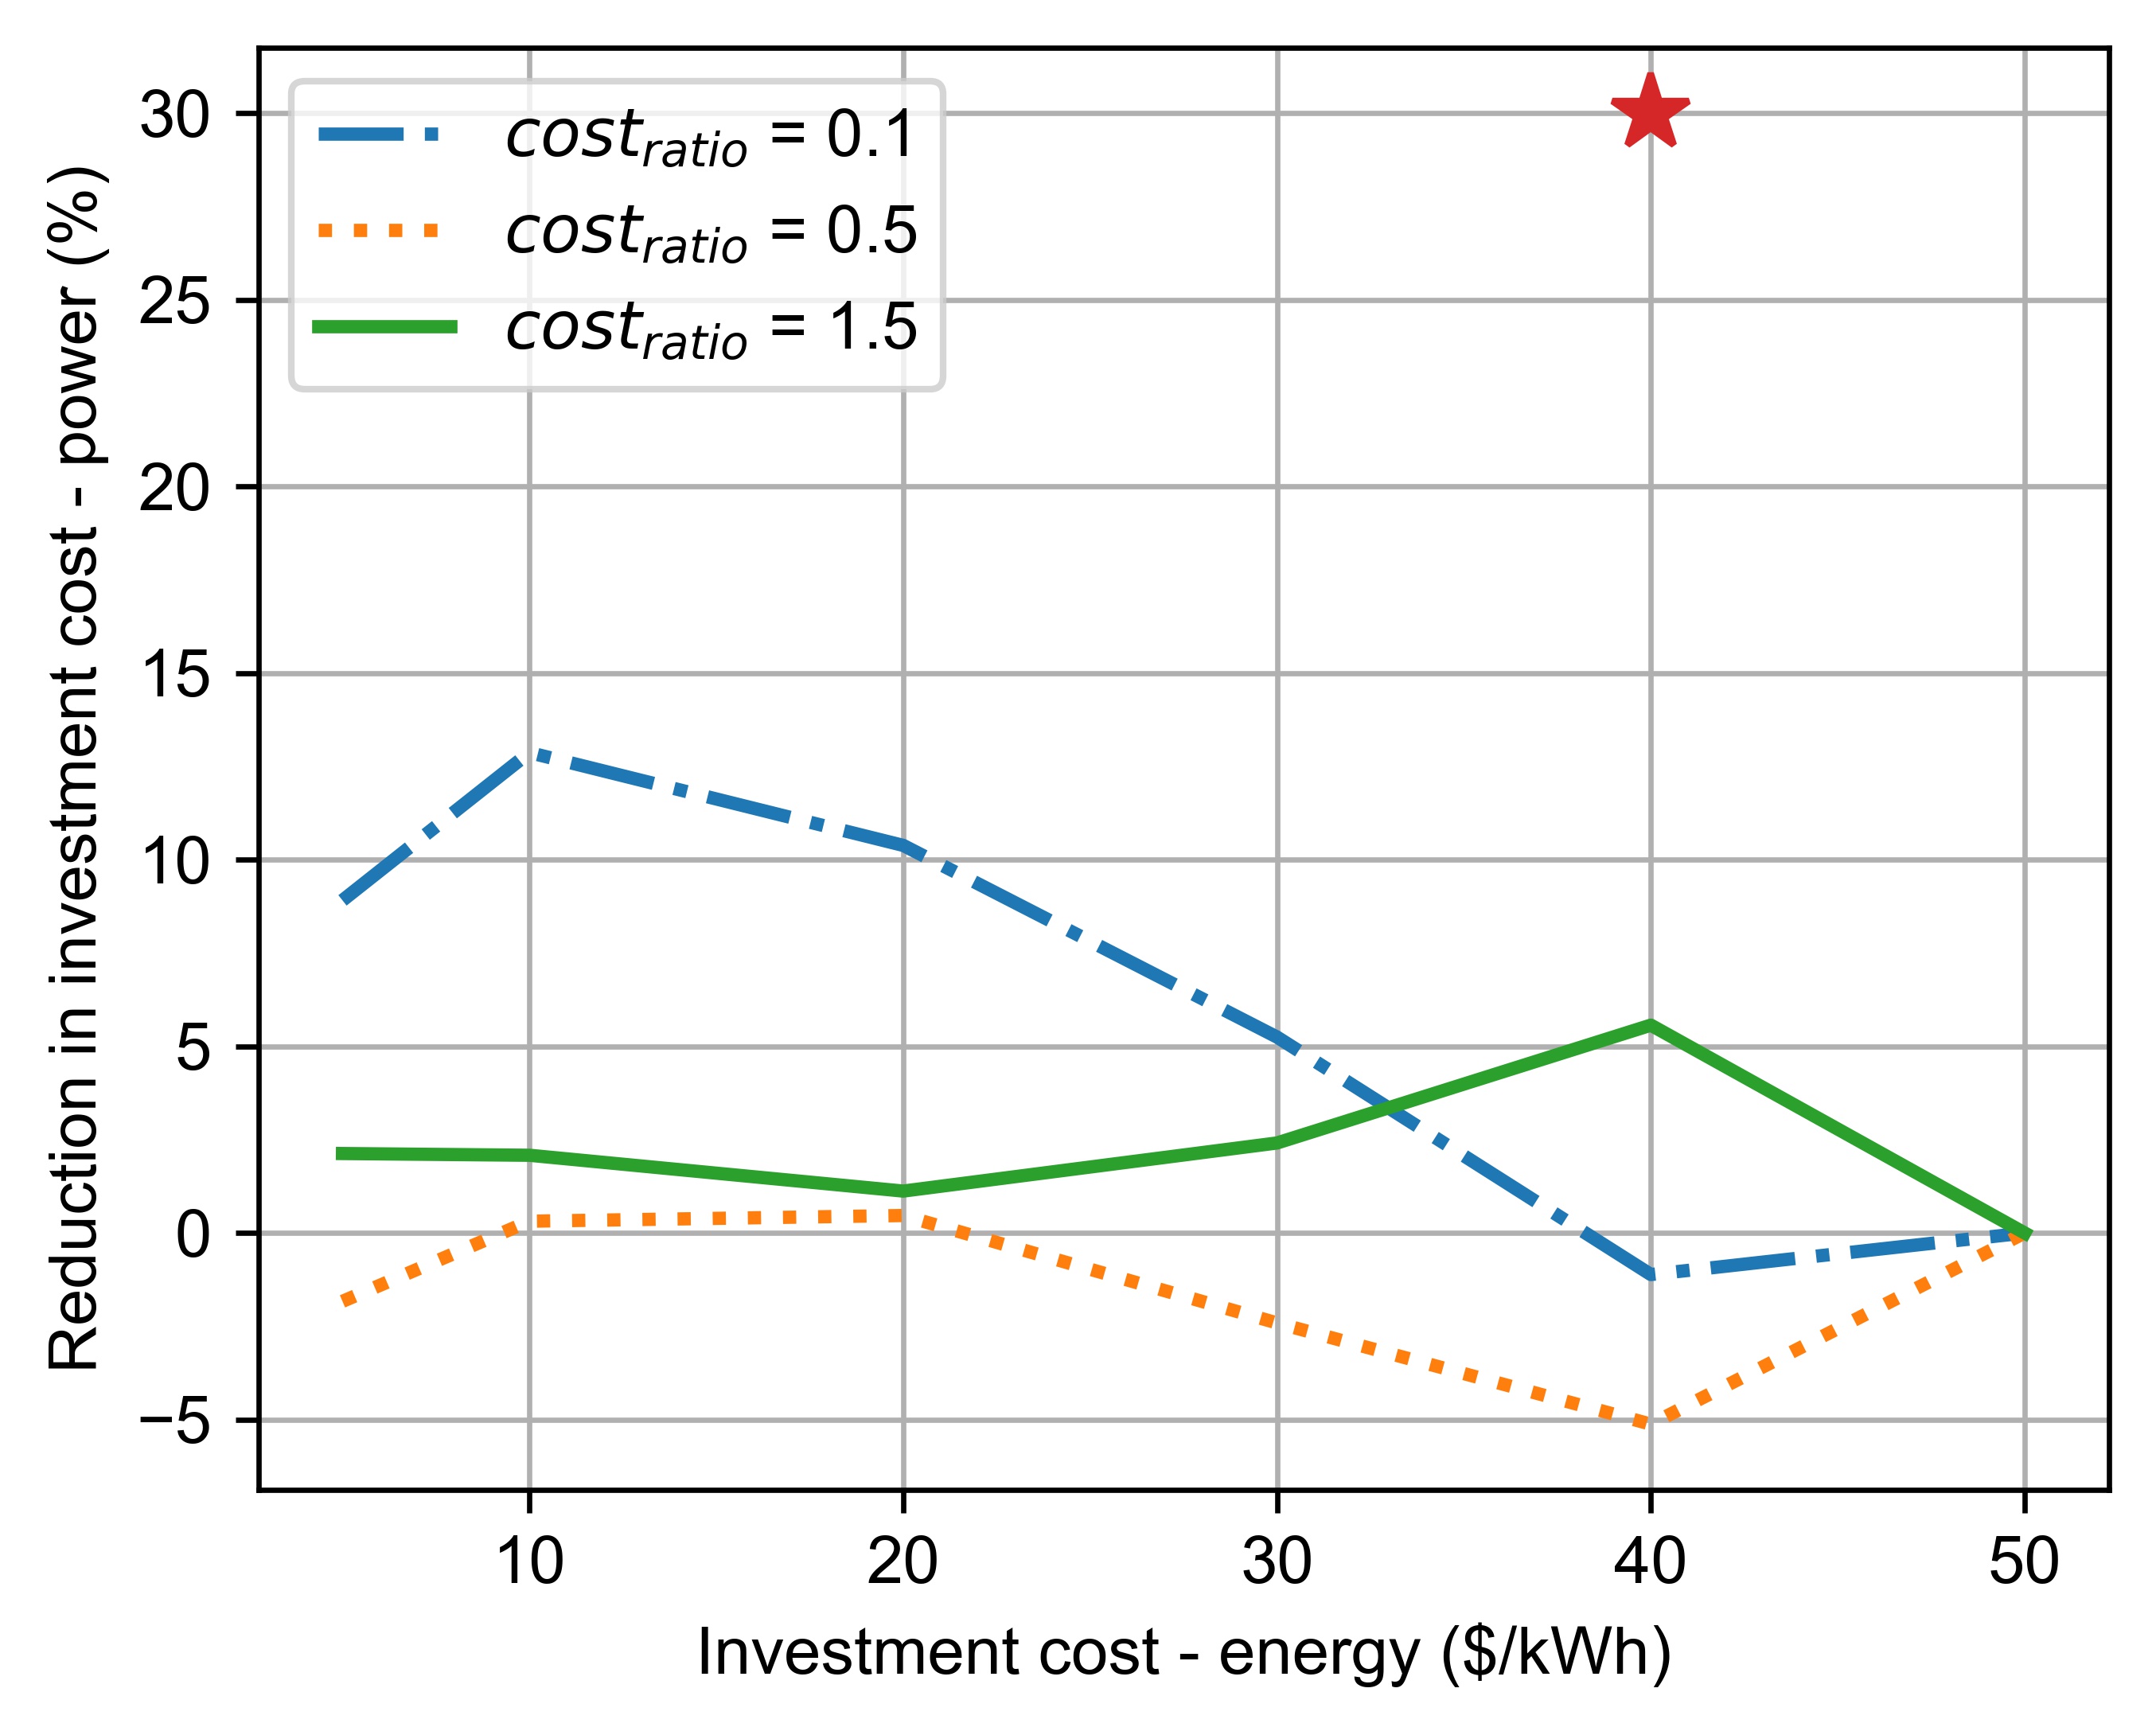 30
25
20
15
10
5
0
−5
Reduction in investment cost - power (%)
cost_ratio = 0.1
cost_ratio = 0.5
cost_ratio = 1.5
10 20 30 40 50
Investment cost - energy ($/kWh)